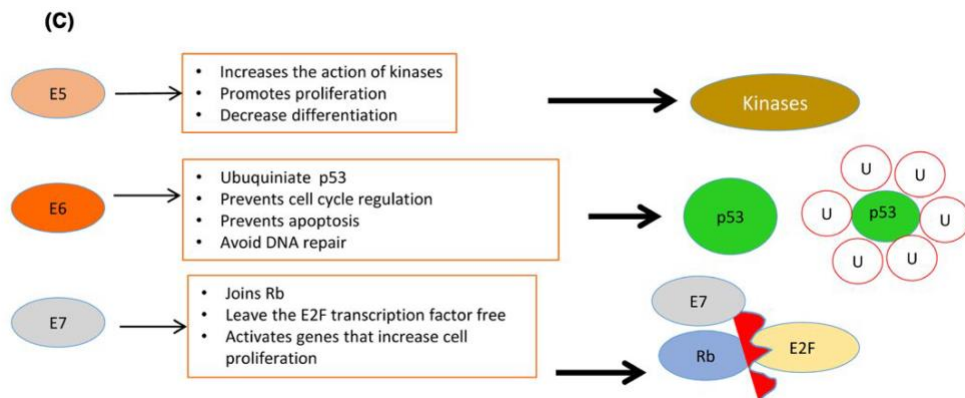 (C)
E5
• Increases the action of kinases
• Promotes proliferation
• Decrease differentiation
Kinases
E6
• Ubuquiniate p53
• Prevents cell cycle regulation
• Prevents apoptosis
• Avoid DNA repair
p53
U
U
U
p53
U
U
U
E7
• Joins Rb
• Leave the E2F transcription factor free
• Activates genes that increase cell
proliferation
E7
Rb
E2F